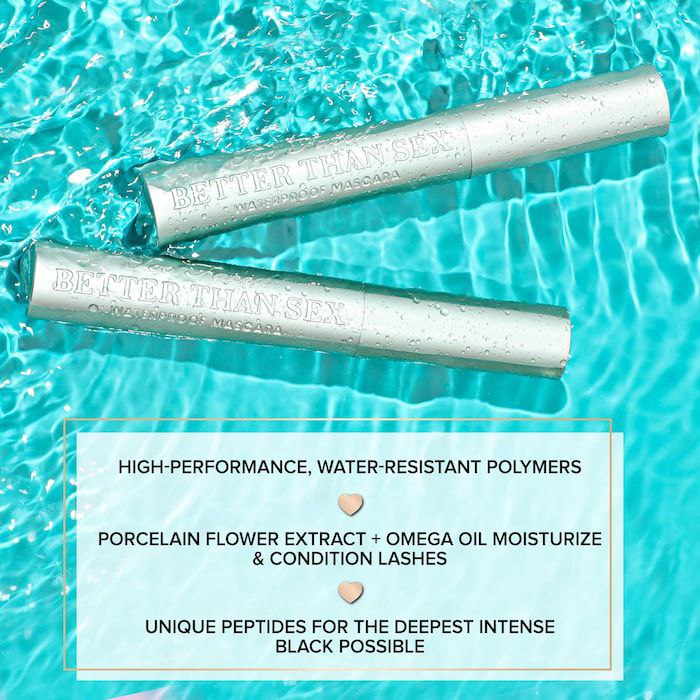 BETTER THAN SEX
WATERPROOF MASCARA
BETTER THAN SEX
WATERPROOF MASCARA
HIGH-PERFORMANCE, WATER-RESISTANT POLYMERS
PORCELAIN FLOWER EXTRACT + OMEGA OIL MOISTURIZE
& CONDITION LASHES
UNIQUE PEPTIDES FOR THE DEEPEST INTENSE
BLACK POSSIBLE